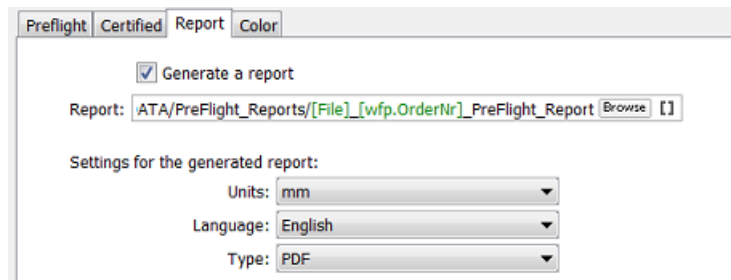 Preflight Certified Report Color
Generate a report
Report: ATA/PreFlight_Reports/[File]_[wfp.OrderNr]_PreFlight_Report Browse []
Settings for the generated report:
Units: mm
Language: English
Type: PDF